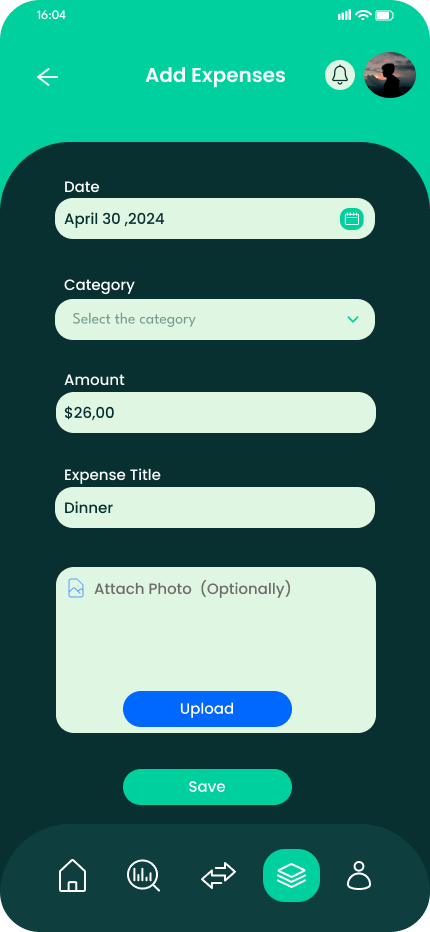 16:04
Add Expenses
Date
April 30 ,2024
Category
Select the category
Amount
$26,00
Expense Title
Dinner
Attach Photo (Optionally)
Upload
Save